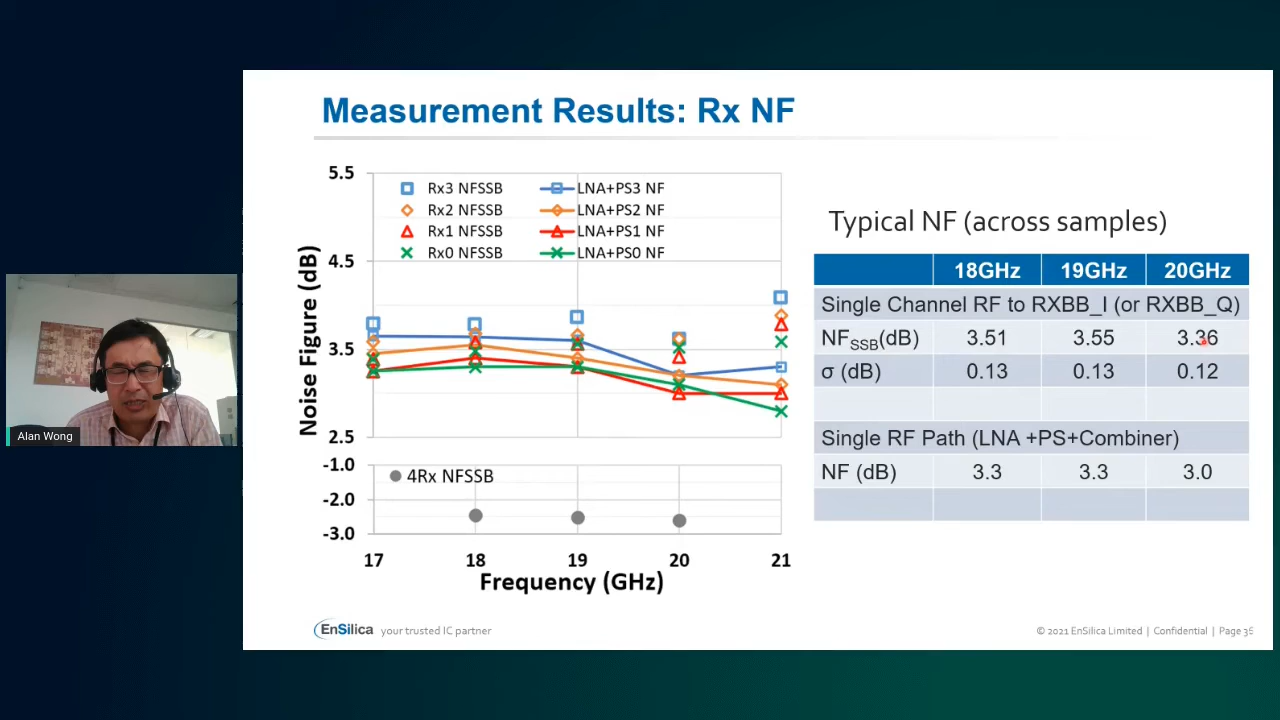 Measurement Results: Rx NF
5.5
4.5
3.5
2.5
Noise Figure (dB)
Rx3 NFSSB
LNA+PS3 NF
Rx2 NFSSB
LNA+PS2 NF
Rx1 NFSSB
LNA+PS1 NF
Rx0 NFSSB
LNA+PS0 NF
-1.0
-2.0
-3.0
4Rx NFSSB
17 18 19 20 21
Frequency (GHz)
Typical NF (across samples)
18GHz 19GHz 20GHz
Single Channel RF to RXBB_I (or RXBB_Q)
NFSSB(dB) 3.51 3.55 3.36
σ (dB) 0.13 0.13 0.12
Single RF Path (LNA +PS+Combiner)
NF (dB) 3.3 3.3 3.0
Alan Wong
EnSilica your trusted IC partner
© 2021 EnSilica Limited | Confidential | Page